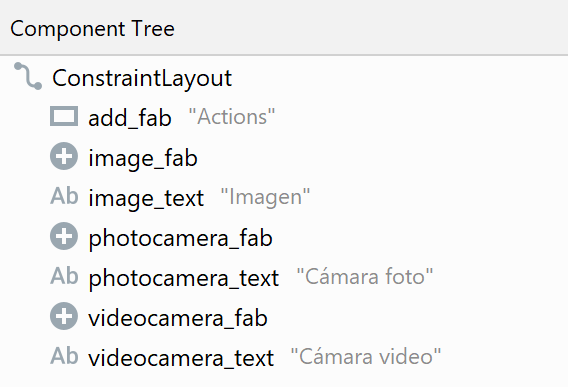 Component Tree
ConstraintLayout
add_fab "Actions"
image_fab
Ab image_text "Imagen"
photocamera_fab
Ab photocamera_text "Cámara foto"
videocamera_fab
Ab videocamera_text "Cámara video"